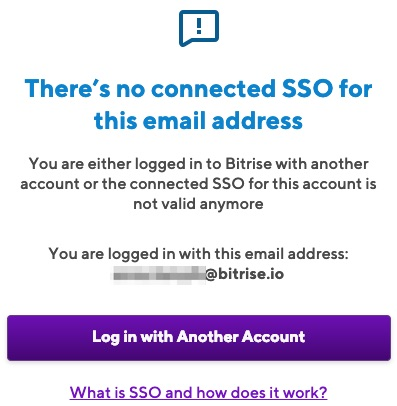 There's no connected SSO for
this email address
You are either logged in to Bitrise with another
account or the connected SSO for this account is
not valid anymore
You are logged in with this email address:
@bitrise.io
Log in with Another Account
What is SSO and how does it work?